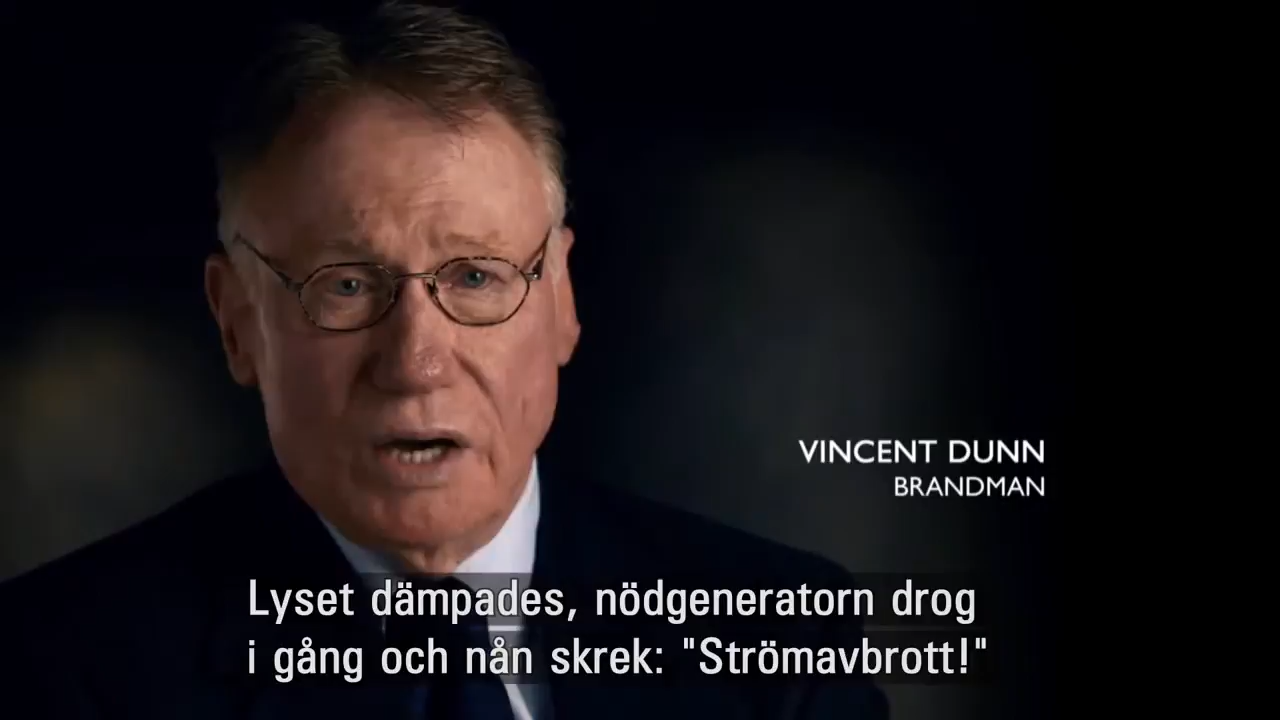 VINCENT DUNN
BRANDMAN
Lyset dämpades, nödgeneratorn drog
i gång och nån skrek: "Strömavbrott!"